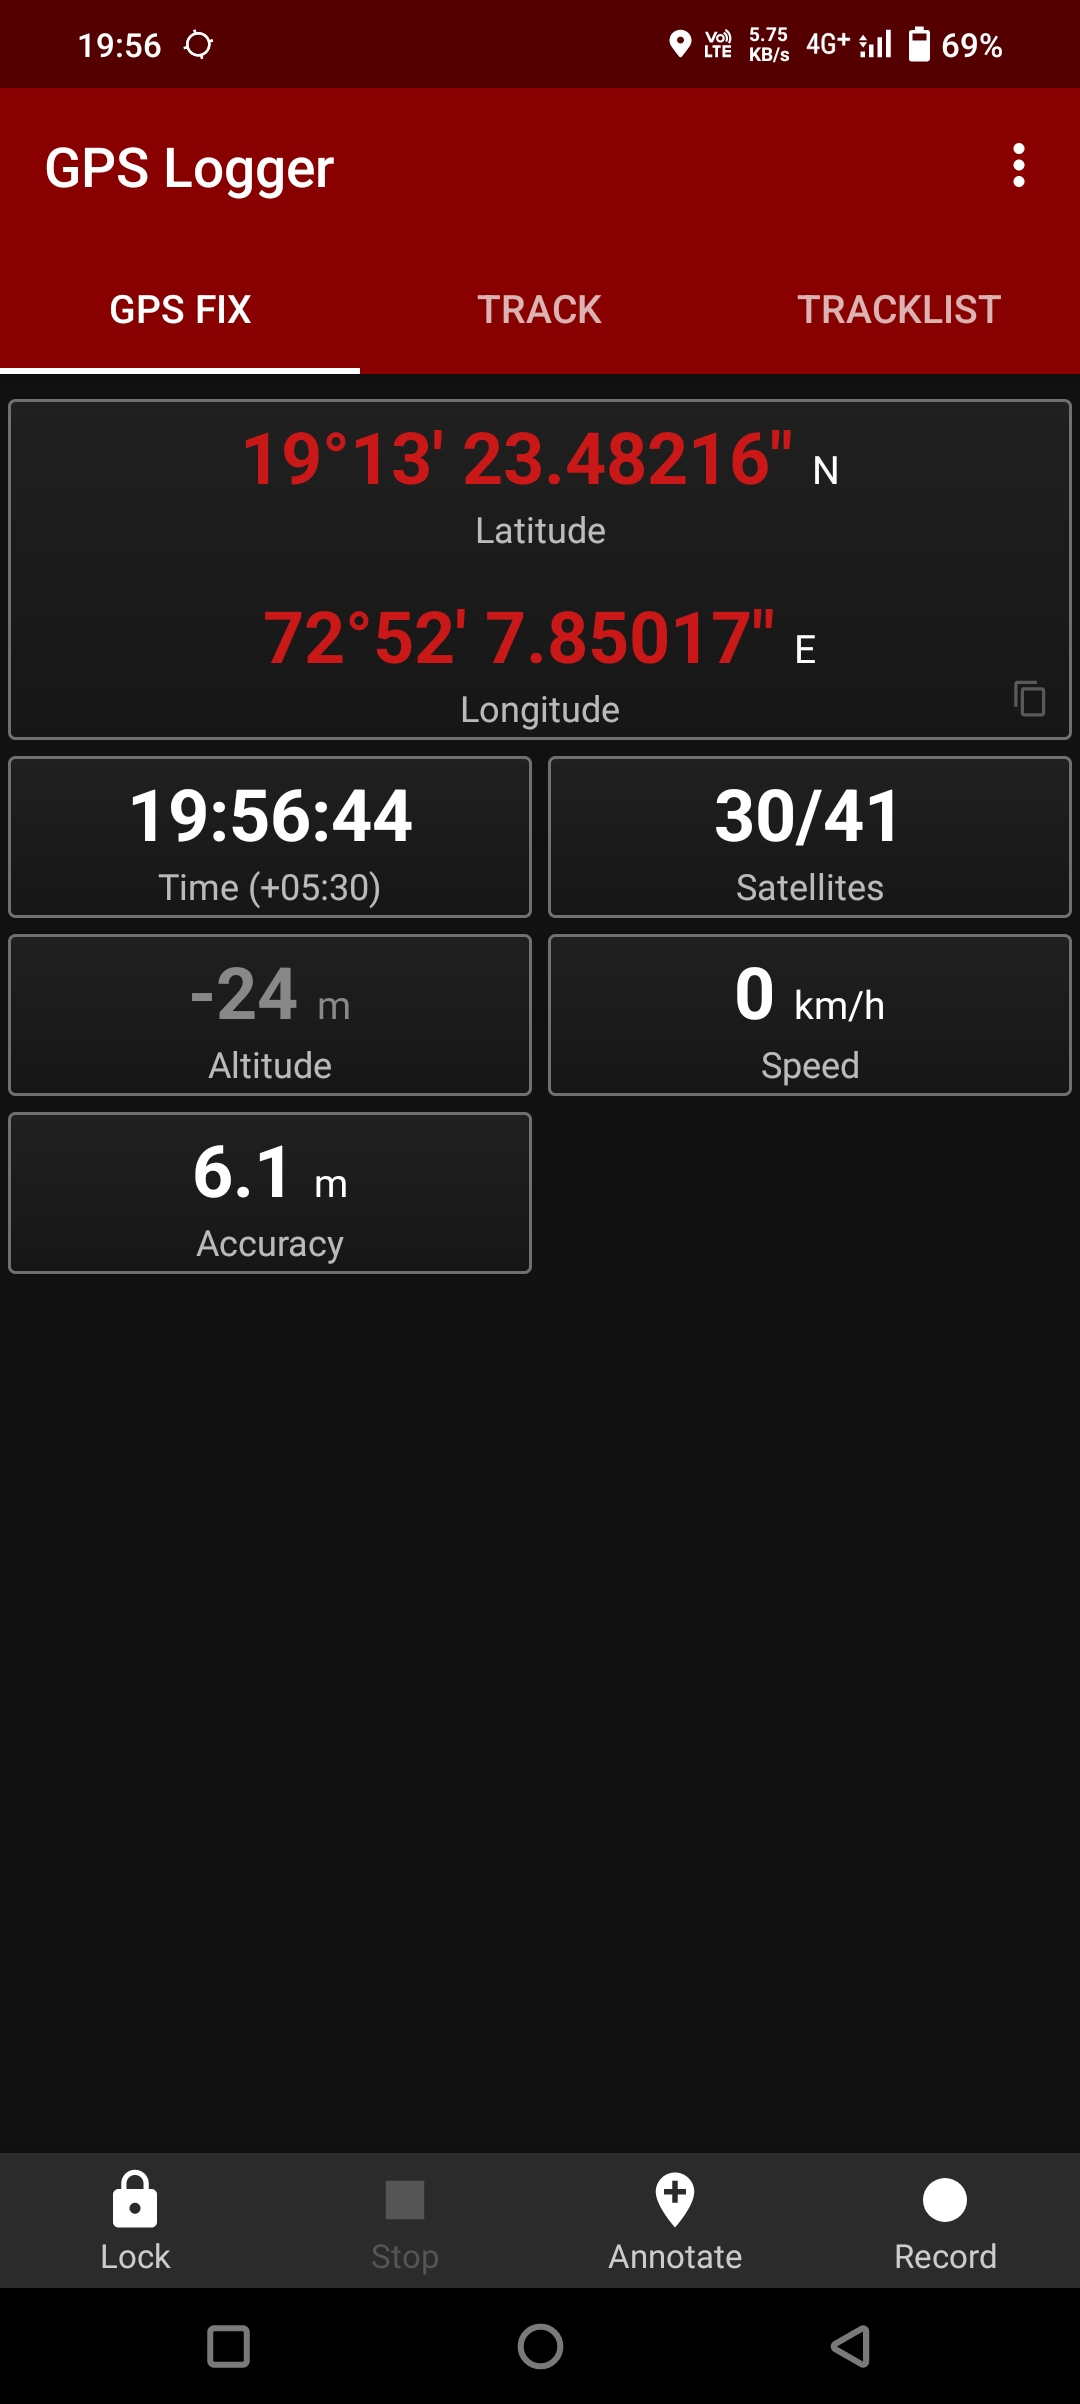 19:56
Vo)) LTE
5.75 KB/s
4G+
69%
GPS Logger
GPS FIX TRACK TRACKLIST
19°13' 23.48216" N
Latitude
72°52' 7.85017" E
Longitude
19:56:44
Time (+05:30)
30/41
Satellites
-24 m
Altitude
0 km/h
Speed
6.1 m
Accuracy
Lock Stop Annotate Record